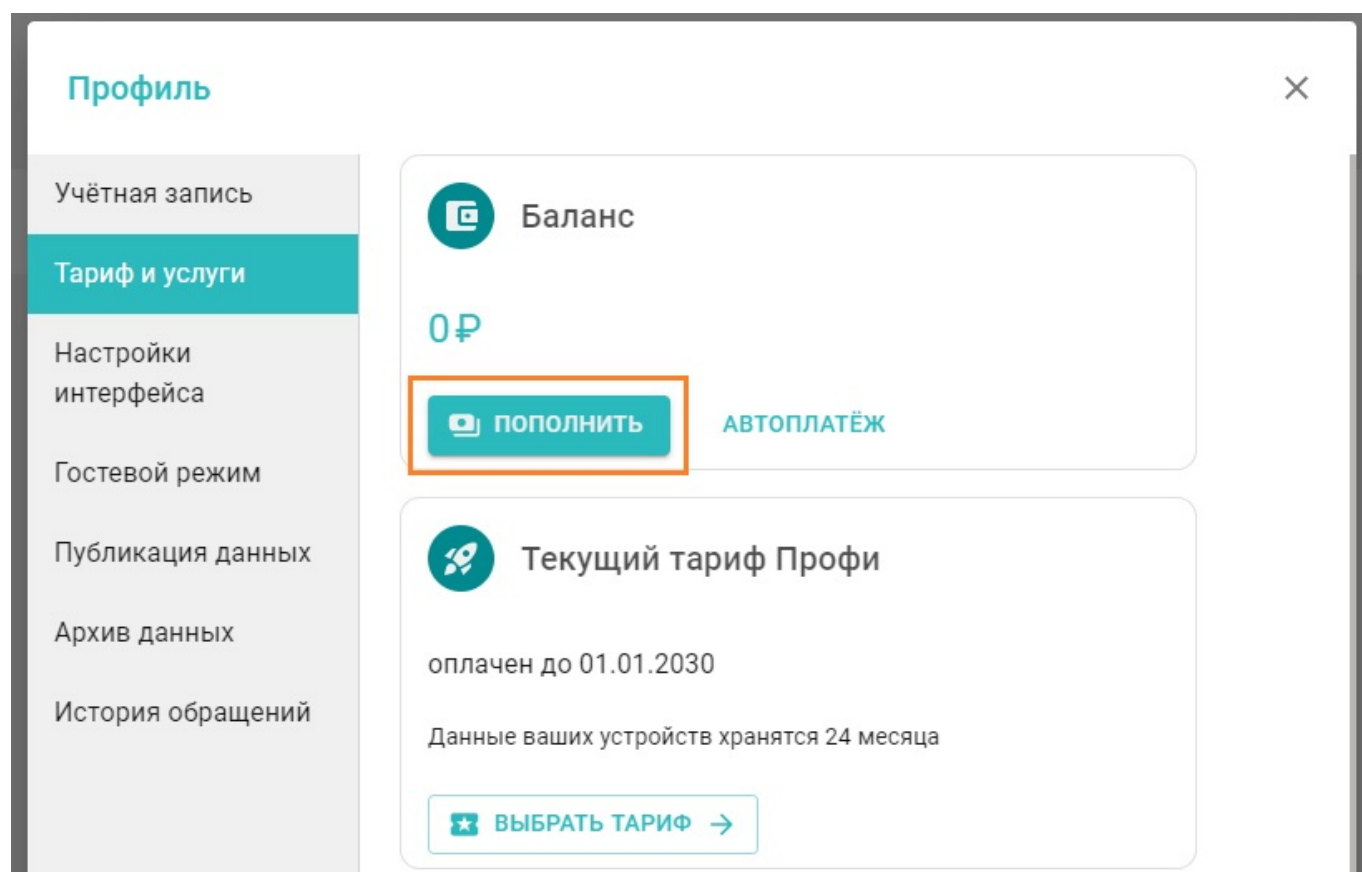 Профиль
Учётная запись
Тариф и услуги
Настройки
интерфейса
Гостевой режим
Публикация данных
Архив данных
История обращений
Баланс
0 ₽
ПОПОЛНИТЬ
АВТОПЛАТЁЖ
Текущий тариф Профи
оплачен до 01.01.2030
Данные ваших устройств хранятся 24 месяца
ВЫБРАТЬ ТАРИФ →